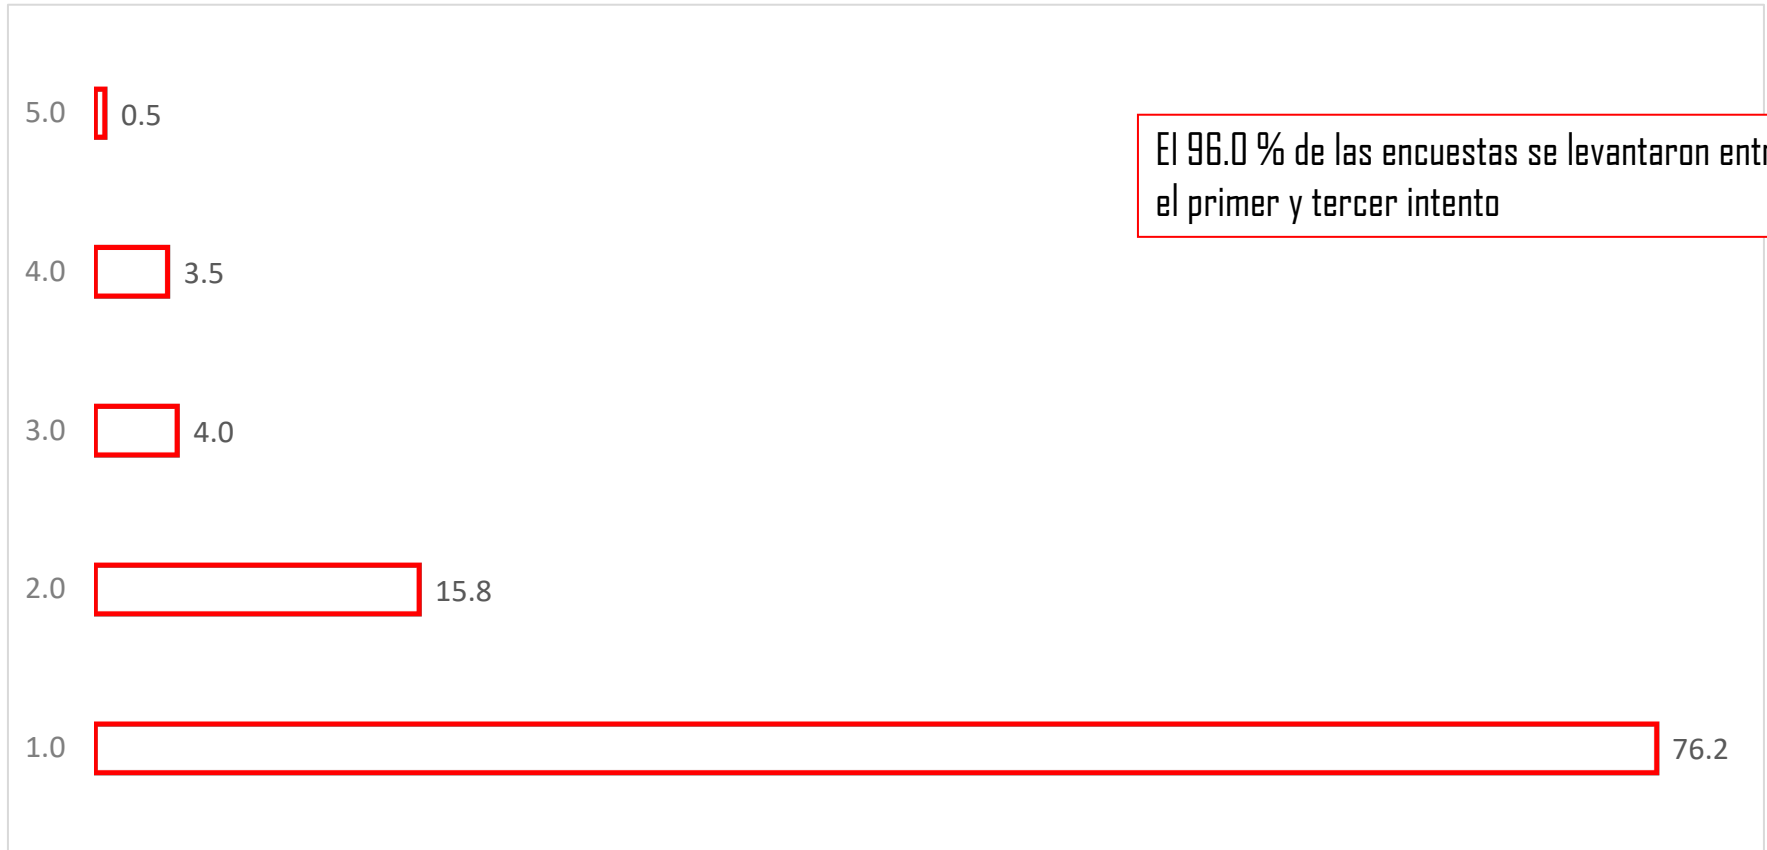 5.0 0.5
El 96.0 % de las encuestas se levantaron entr
el primer y tercer intento
4.0 3.5
3.0 4.0
2.0 15.8
1.0 76.2